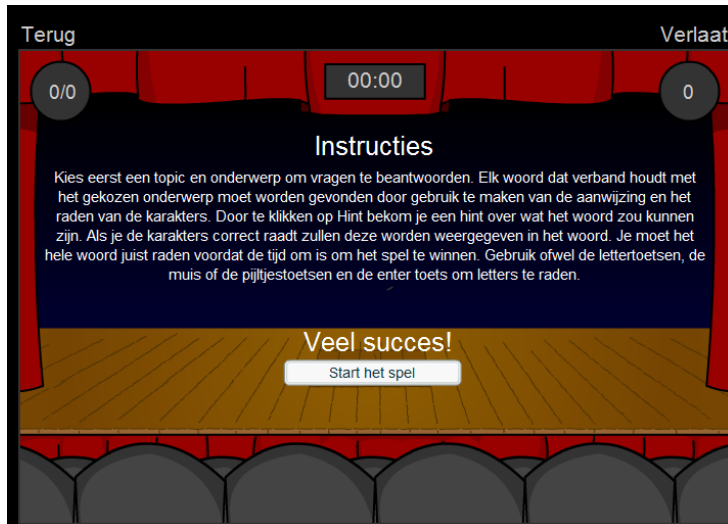 Terug
Verlaat
0/0
00:00
0
Instructies
Kies eerst een topic en onderwerp om vragen te beantwoorden. Elk woord dat verband houdt met
het gekozen onderwerp moet worden gevonden door gebruik te maken van de aanwijzing en het
raden van de karakters. Door te klikken op Hint bekom je een hint over wat het woord zou kunnen
zijn. Als je de karakters correct raadt zullen deze worden weergegeven in het woord. Je moet het
hele woord juist raden voordat de tijd om is om het spel te winnen. Gebruik ofwel de lettertoetsen, de
muis of de pijltjestoetsen en de enter toets om letters te raden.
Veel succes!
Start het spel